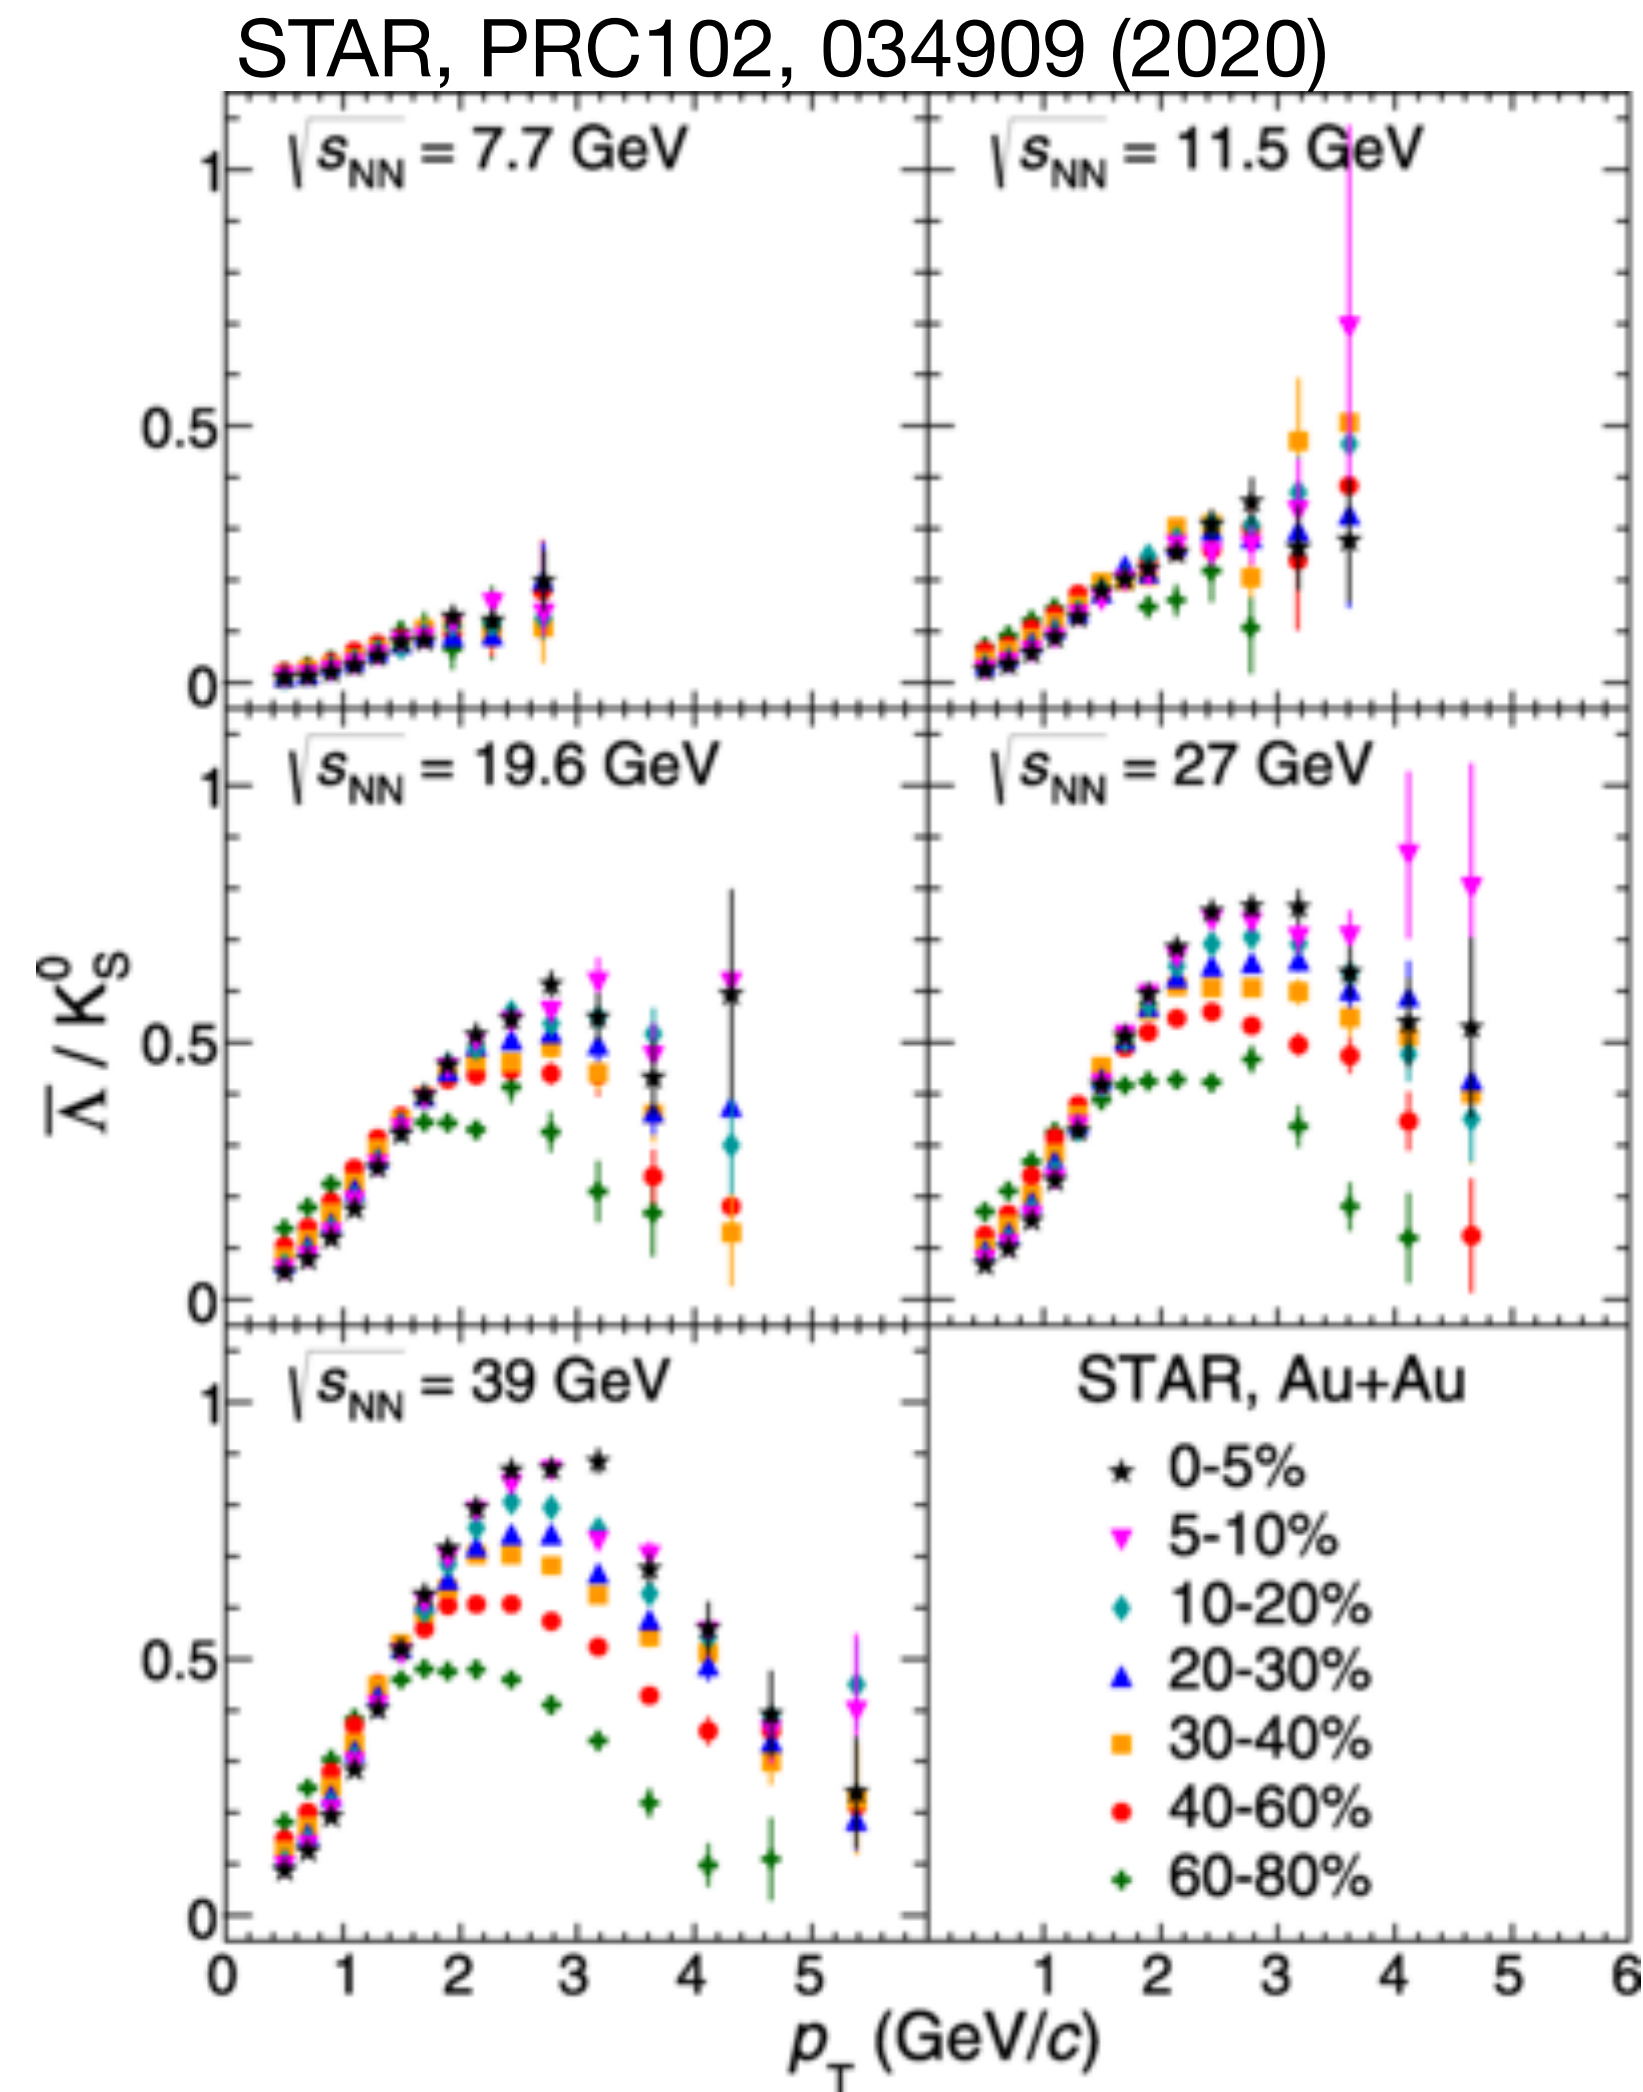 STAR, PRC102, 034909 (2020)
√sNN = 7.7 GeV
√sNN = 11.5 GeV
1
0.5
0
√sNN = 19.6 GeV
√sNN = 27 GeV
1
0.5
0
Λ̅ / K⁰S
√sNN = 39 GeV
1
0.5
0
STAR, Au+Au
0-5%
5-10%
10-20%
20-30%
30-40%
40-60%
60-80%
0 1 2 3 4 5 1 2 3 4 5 6
pT (GeV/c)